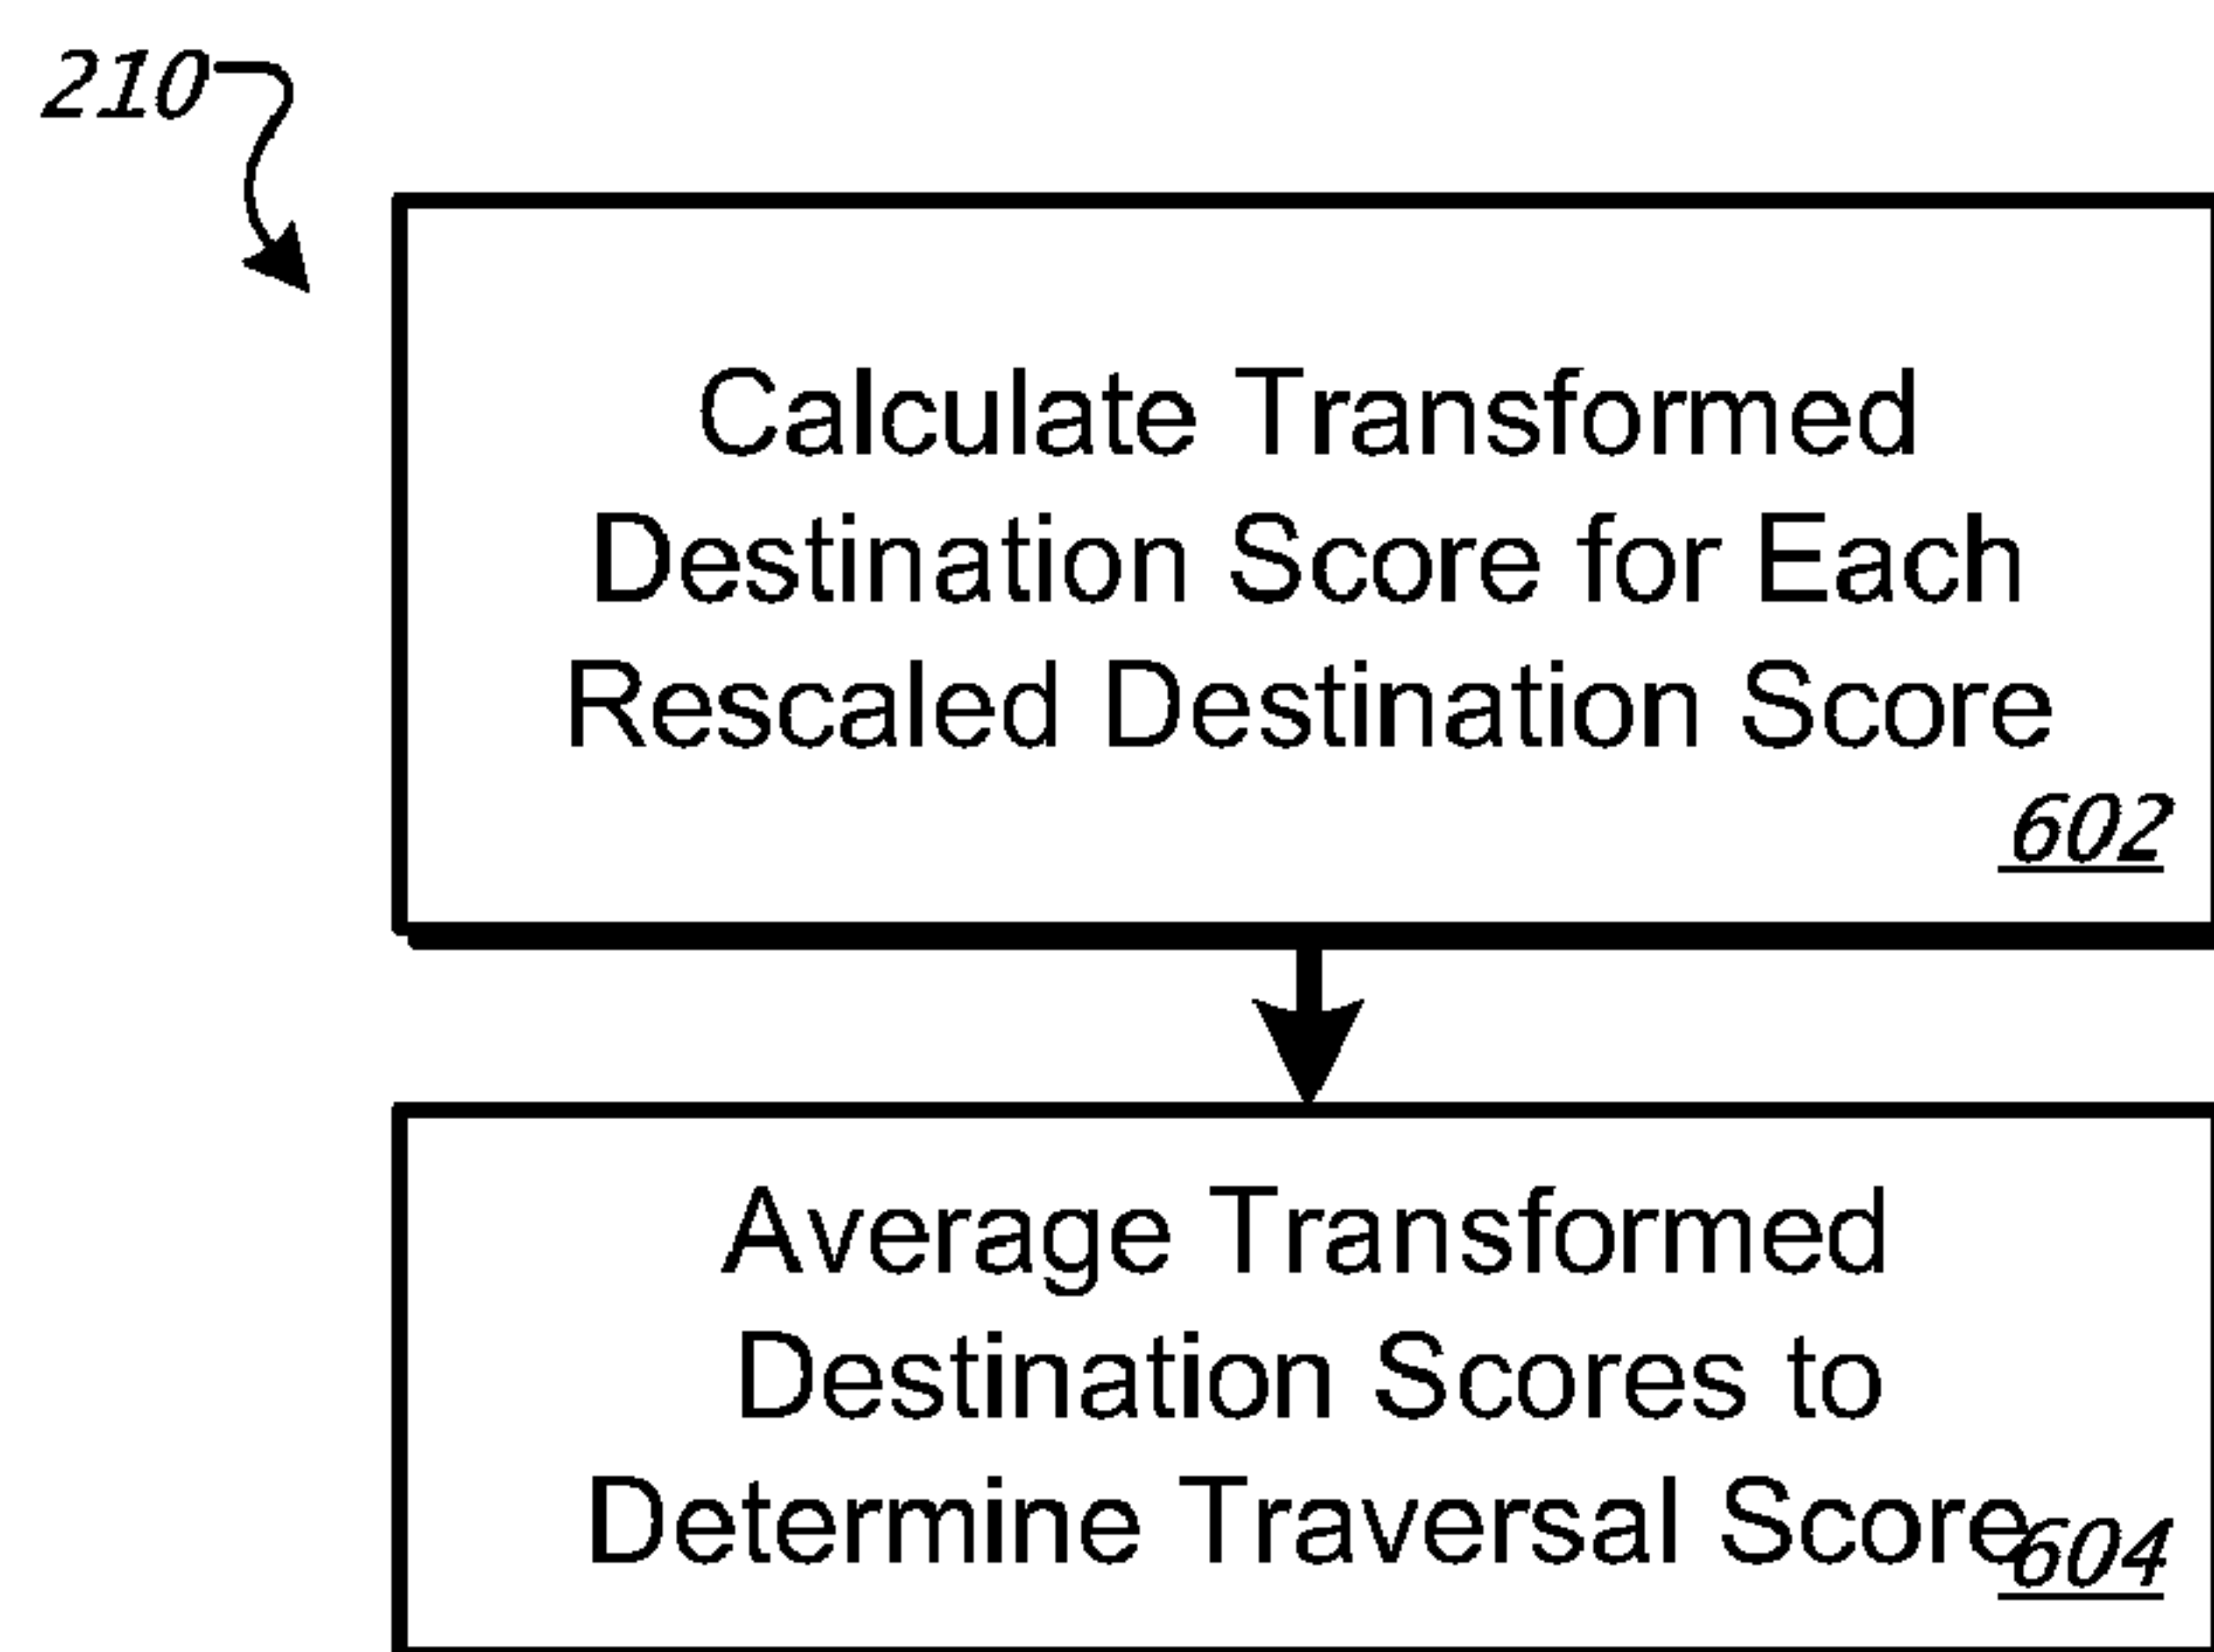 210
Calculate Transformed
Destination Score for Each
Rescaled Destination Score
602
Average Transformed
Destination Scores to
Determine Traversal Score
604